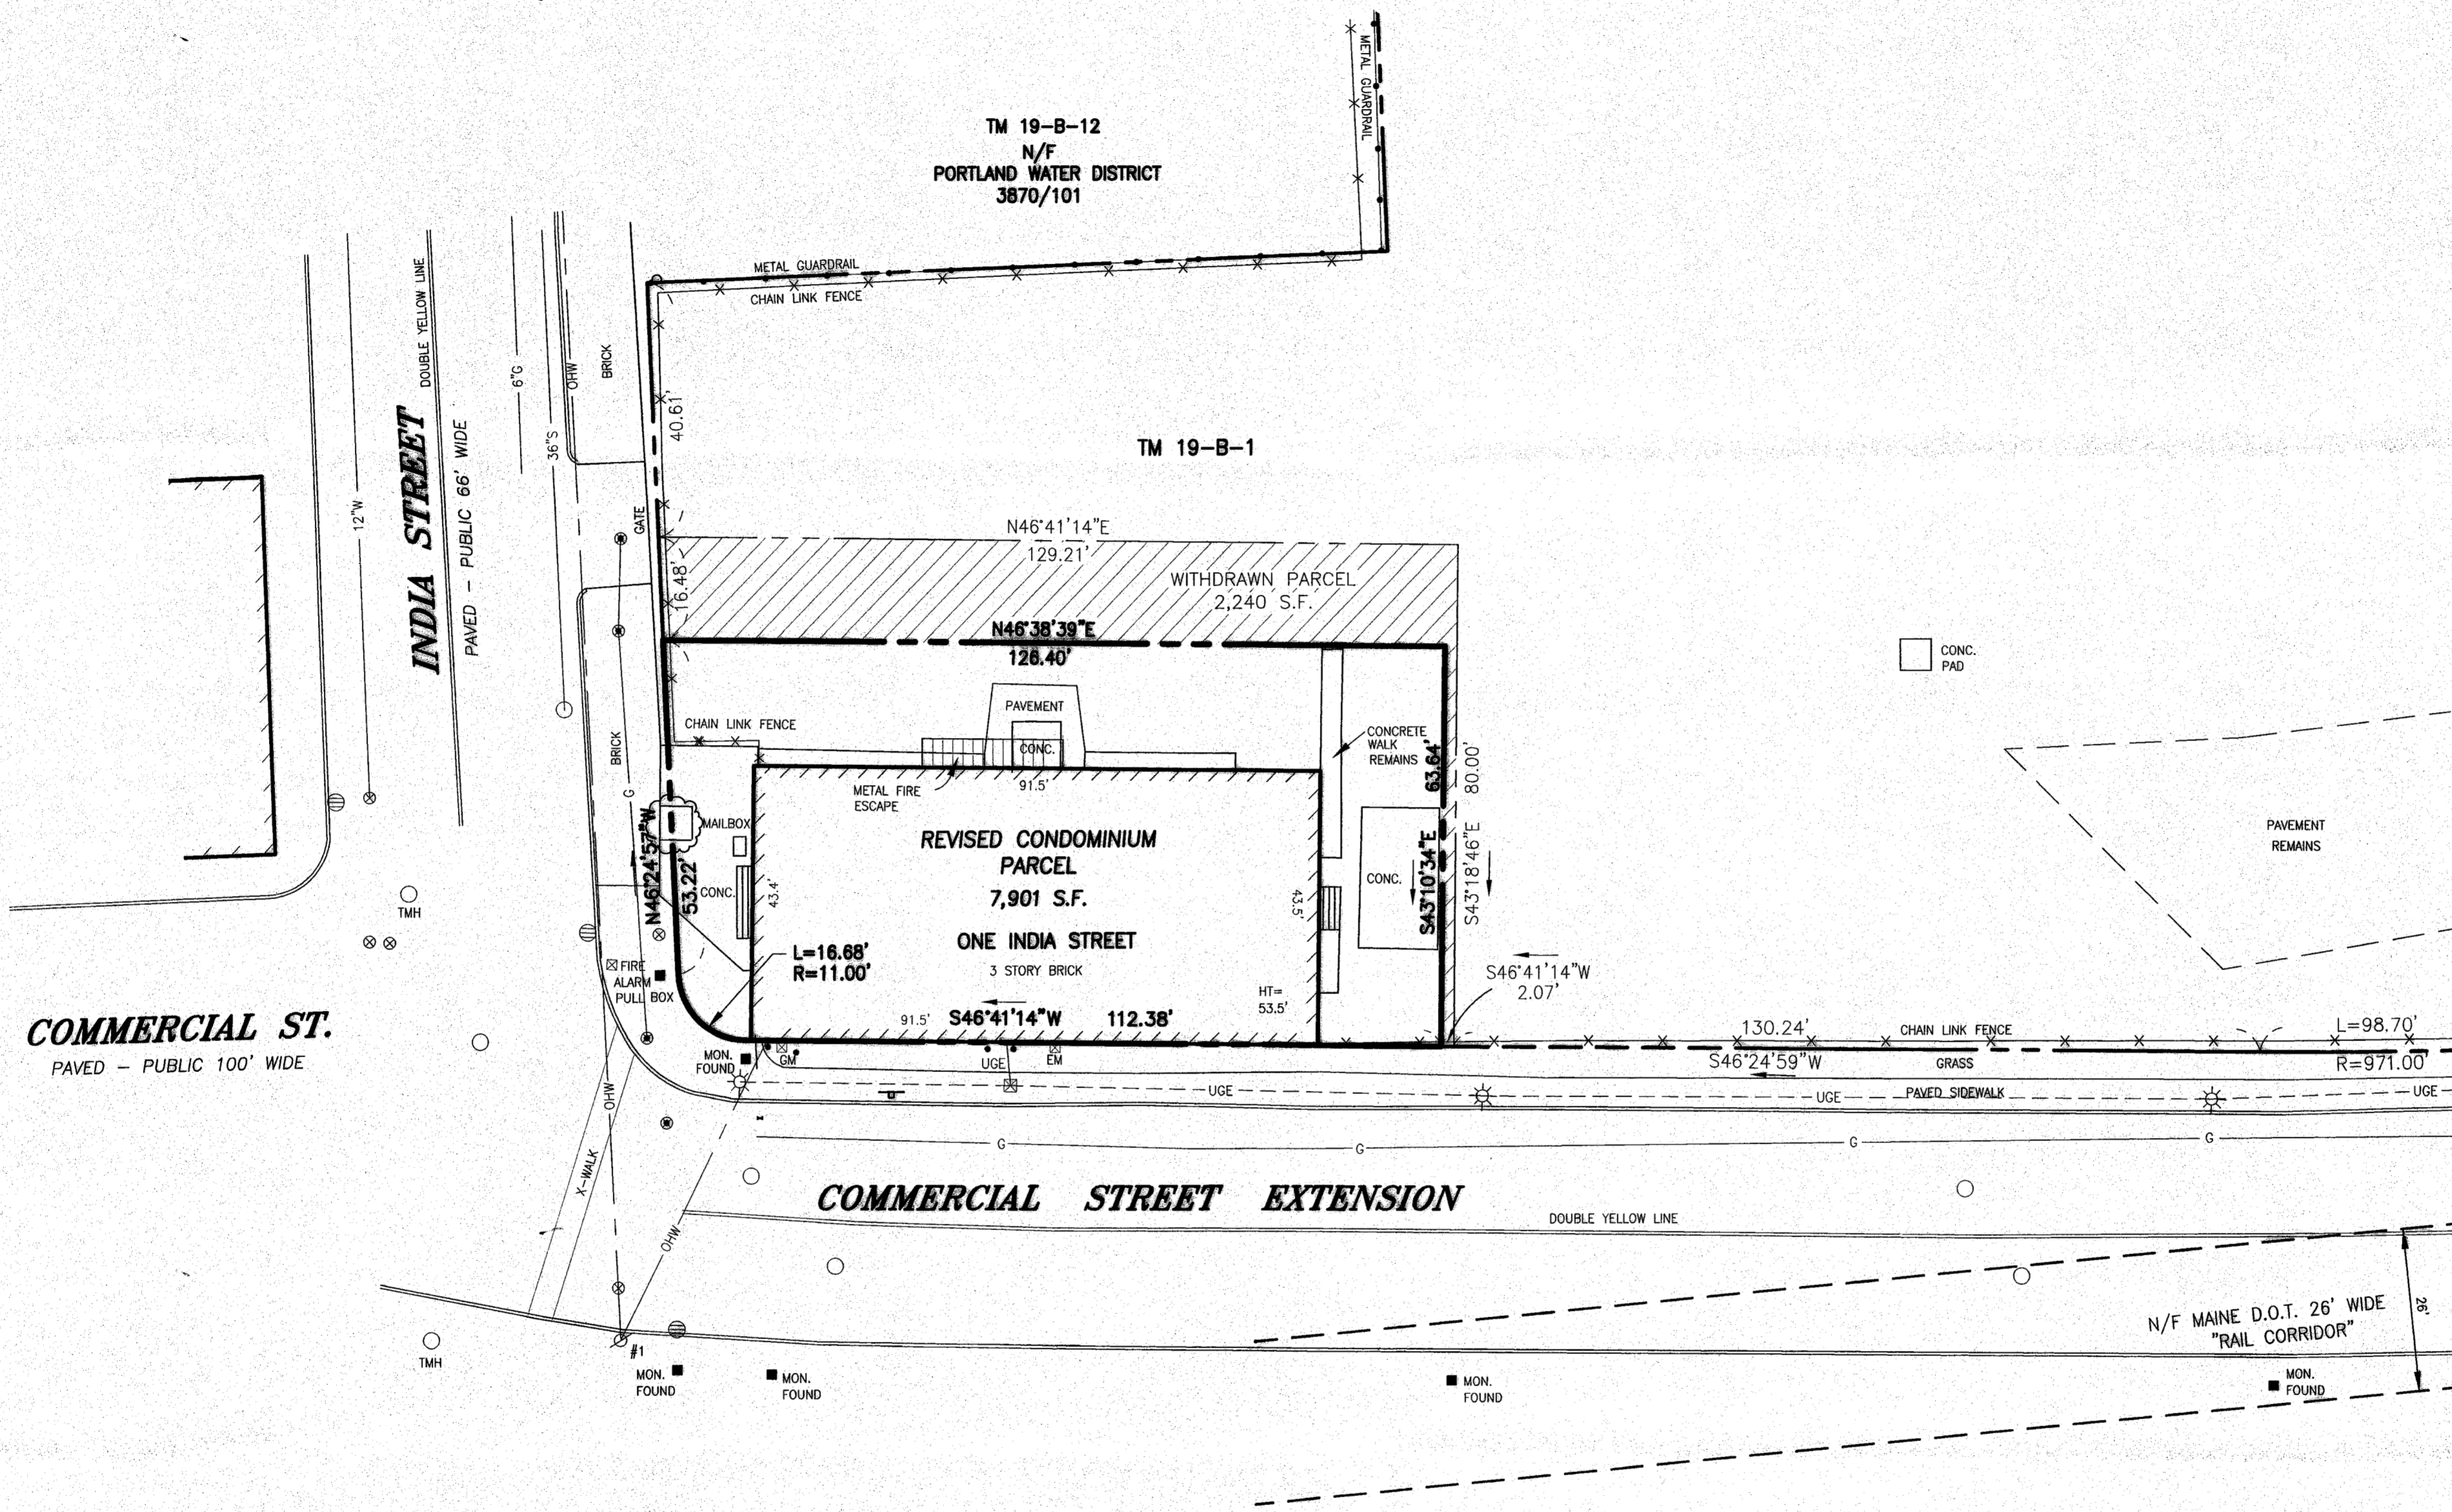 METAL GUARDRAIL
TM 19-B-12
N/F
PORTLAND WATER DISTRICT
3870/101
METAL GUARDRAIL
CHAIN LINK FENCE
DOUBLE YELLOW LINE
INDIA STREET
PAVED - PUBLIC 66' WIDE
12"W
6"G
36"S
OHW
BRICK
40.61'
GATE
TM 19-B-1
N46°41'14"E
129.21'
16.48'
WITHDRAWN PARCEL
2,240 S.F.
N46°38'39"E
126.40'
CONC.
PAD
PAVEMENT
CONC.
CHAIN LINK FENCE
BRICK
G
CONCRETE
WALK
REMAINS
METAL FIRE
ESCAPE
91.5'
63.64'
S43°10'34"E
80.00'
S43°18'46"E
MAILBOX
N46°24'57"W
53.22'
CONC.
43.4'
REVISED CONDOMINIUM
PARCEL
7,901 S.F.
ONE INDIA STREET
3 STORY BRICK
43.5'
CONC.
PAVEMENT
REMAINS
TMH
L=16.68'
R=11.00'
FIRE
ALARM
PULL BOX
HT=
53.5'
S46°41'14"W
2.07'
91.5'
S46°41'14"W
112.38'
COMMERCIAL ST.
PAVED - PUBLIC 100' WIDE
MON.
FOUND
GM
UGE
EM
130.24'
S46°24'59"W
CHAIN LINK FENCE
GRASS
L=98.70'
R=971.00'
OHW
UGE
UGE
PAVED SIDEWALK
UGE
G
G
G
G
X-WALK
COMMERCIAL STREET EXTENSION
DOUBLE YELLOW LINE
OHW
N/F MAINE D.O.T. 26' WIDE
"RAIL CORRIDOR"
26'
TMH
#1
MON.
FOUND
MON.
FOUND
MON.
FOUND
MON.
FOUND